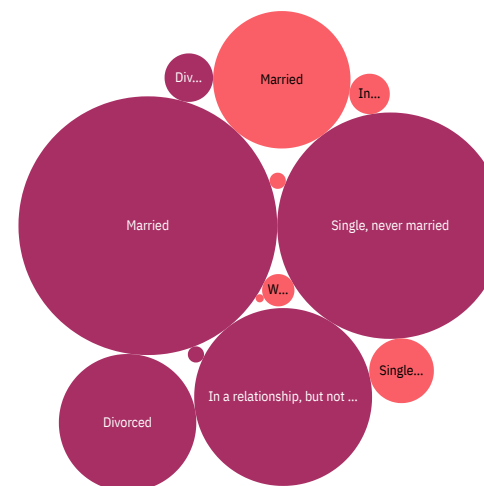 Married
Div...
In...
Married
Single, never married
W...
Single...
In a relationship, but not ...
Divorced